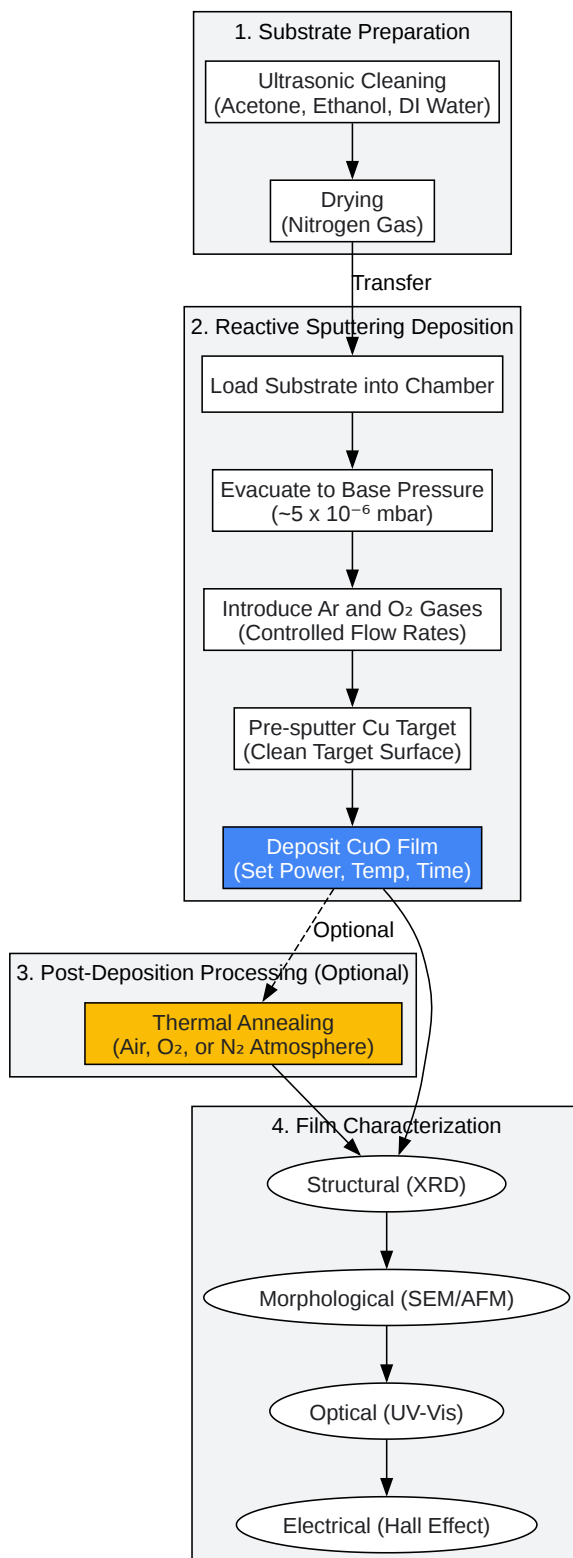 1. Substrate Preparation
Ultrasonic Cleaning
(Acetone, Ethanol, DI Water)
Drying
(Nitrogen Gas)
Transfer
2. Reactive Sputtering Deposition
Load Substrate into Chamber
Evacuate to Base Pressure
(~5 x 10⁻⁶ mbar)
Introduce Ar and O₂ Gases
(Controlled Flow Rates)
Pre-sputter Cu Target
(Clean Target Surface)
Deposit CuO Film
(Set Power, Temp, Time)
Optional
3. Post-Deposition Processing (Optional)
Thermal Annealing
(Air, O₂, or N₂ Atmosphere)
4. Film Characterization
Structural (XRD)
Morphological (SEM/AFM)
Optical (UV-Vis)
Electrical (Hall Effect)